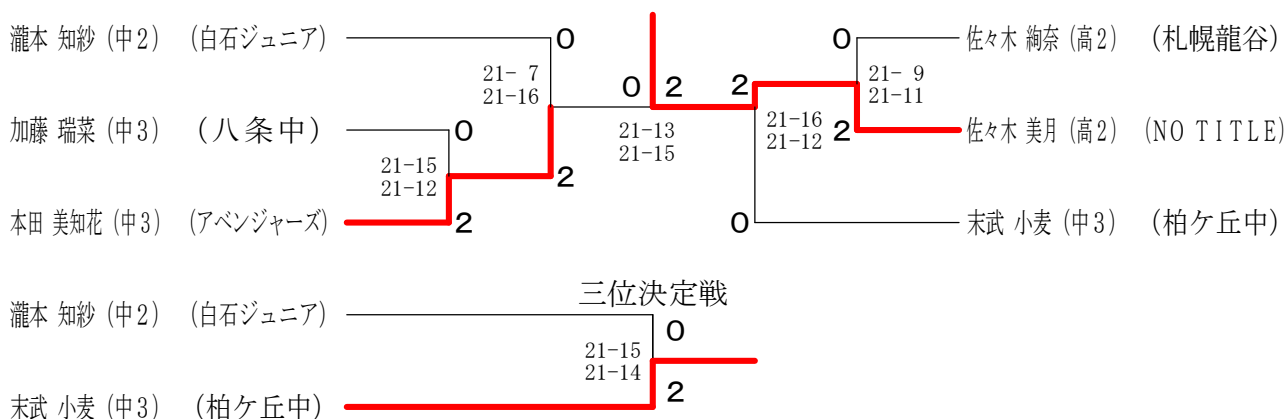 瀧本 知紗 (中2) (白石ジュニア) 0 0 佐々木 絢奈 (高2) (札幌龍谷)
21- 7 0 2 2 21- 9
21-16 21-11
加藤 瑞菜 (中3) (八条中) 0 21-13 21-16 2 佐々木 美月 (高2) (NO TITLE)
21-15 21-15 21-12
21-12 2
本田 美知花 (中3) (アベンジャーズ) 2 0 末武 小麦 (中3) (柏ケ丘中)
三位決定戦
瀧本 知紗 (中2) (白石ジュニア) 0
21-15
21-14
末武 小麦 (中3) (柏ケ丘中) 2